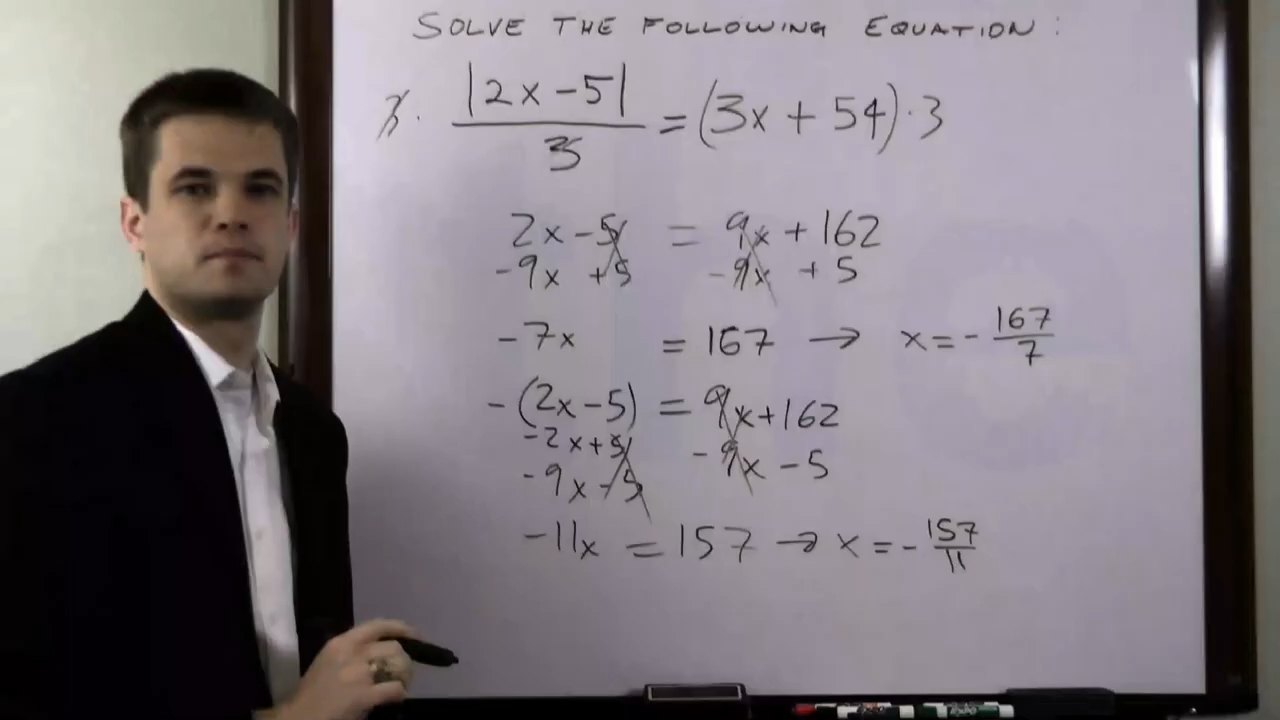 SOLVE THE FOLLOWING EQUATION:
3. |2x-5|/3 = (3x+54)·3
2x-5 = 9x+162
-9x +5 -9x +5
-7x = 167 → x=-167/7
-(2x-5) = 9x+162
-2x+5
-9x-5 -9x-5
-11x = 157 → x=-157/11